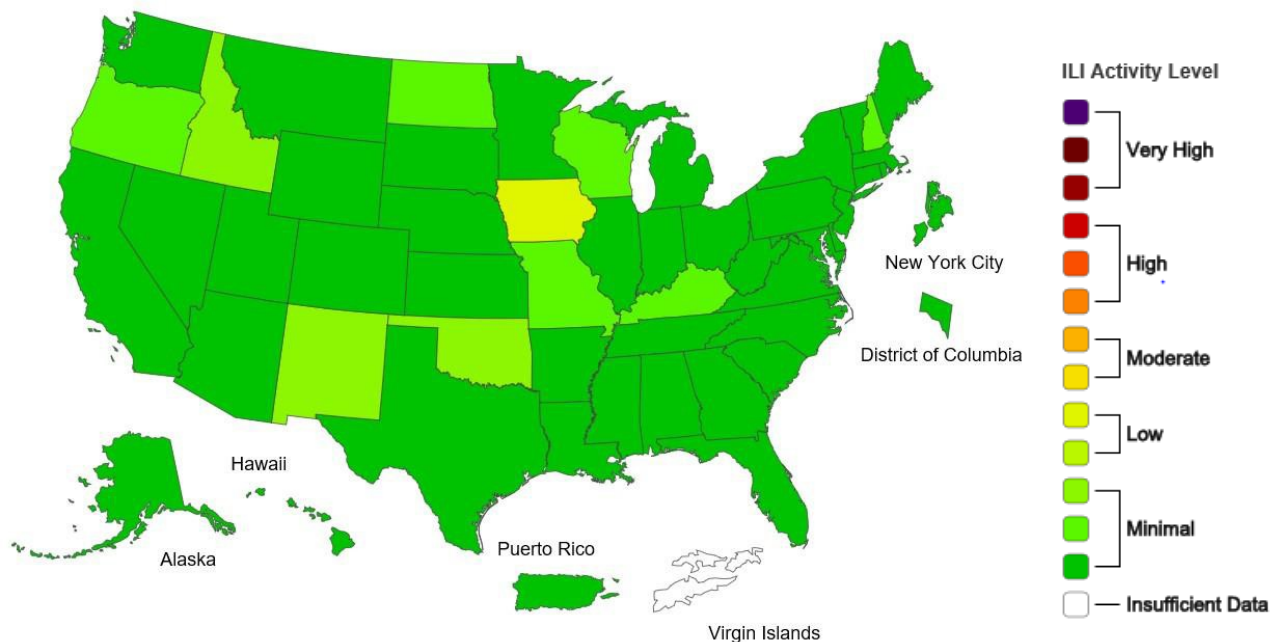 ILI Activity Level
Very High
High
Moderate
Low
Minimal
Insufficient Data
New York City
District of Columbia
Hawaii
Alaska
Puerto Rico
Virgin Islands